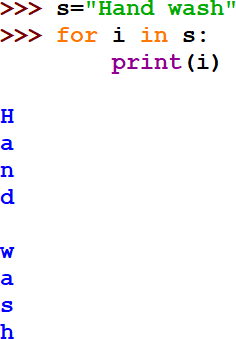 >>> s="Hand wash"
>>> for i in s:
        print(i)

H
a
n
d

w
a
s
h